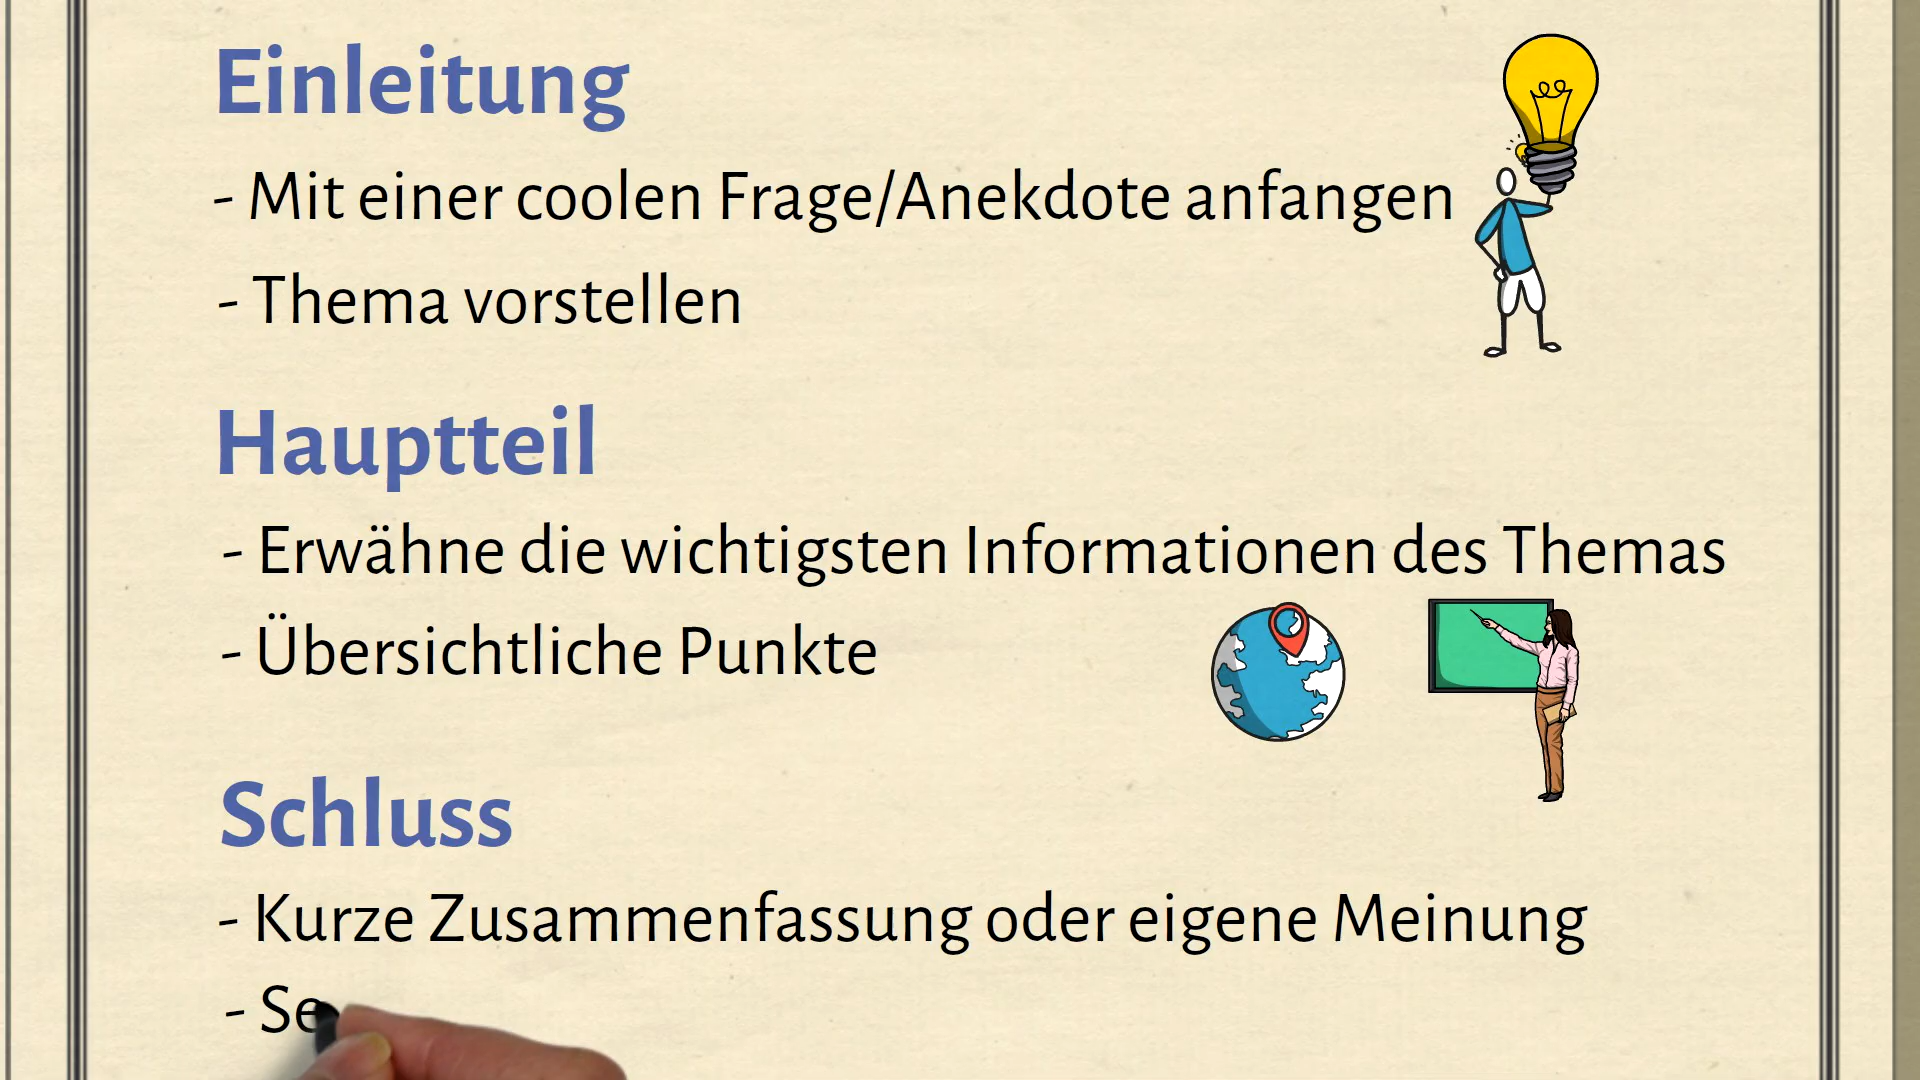 Einleitung
- Mit einer coolen Frage/Anekdote anfangen
- Thema vorstellen
Hauptteil
- Erwähne die wichtigsten Informationen des Themas
- Übersichtliche Punkte
Schluss
- Kurze Zusammenfassung oder eigene Meinung
- Se